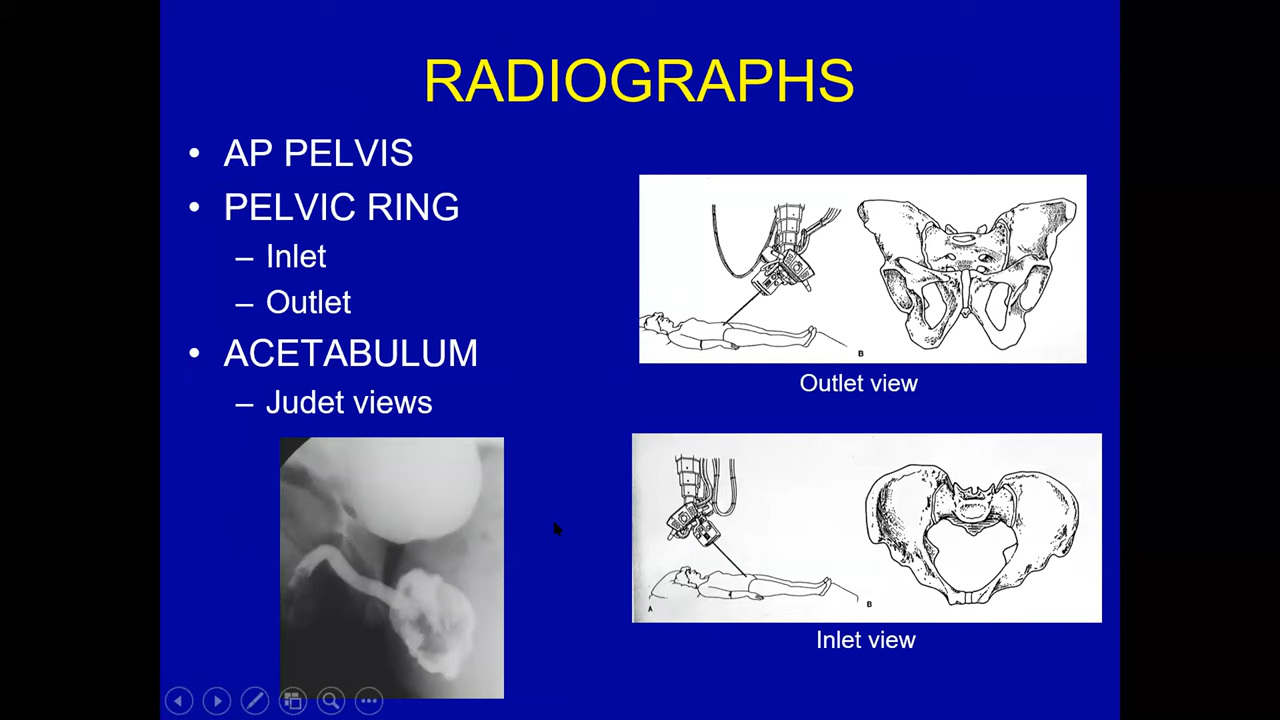 RADIOGRAPHS
• AP PELVIS
• PELVIC RING
– Inlet
– Outlet
• ACETABULUM
– Judet views
B
Outlet view
A
B
Inlet view